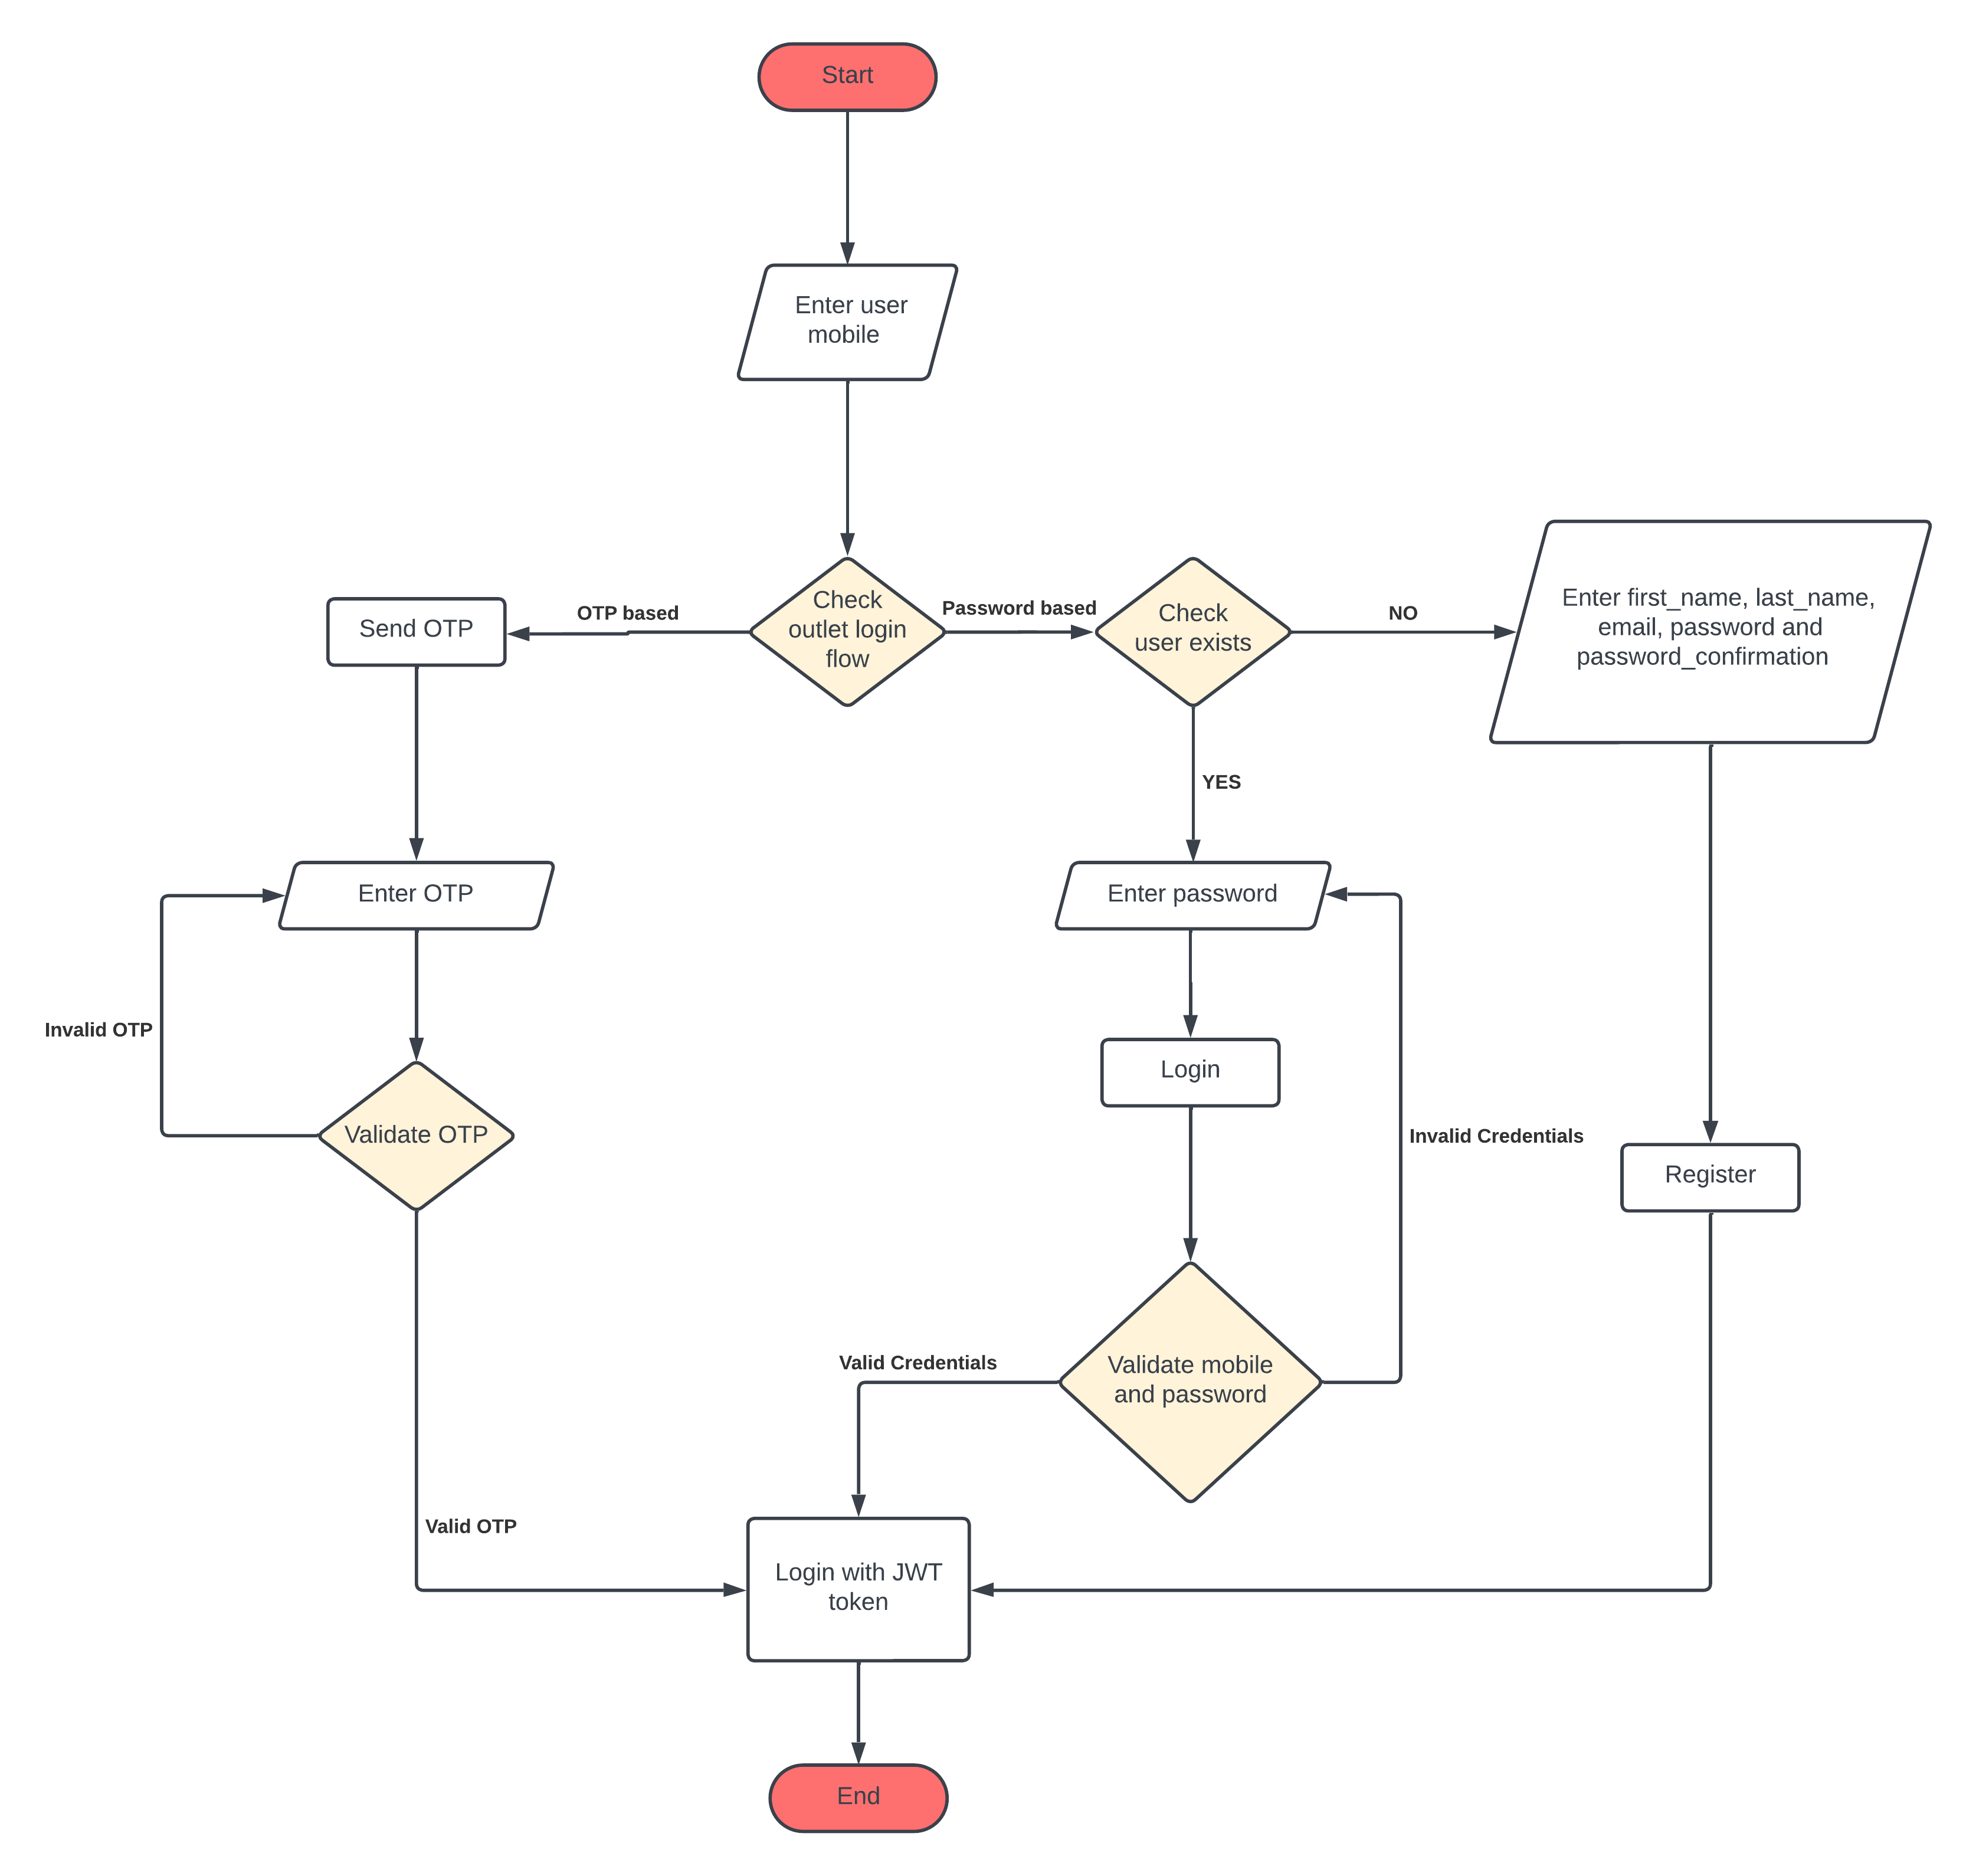 Start
Enter user
mobile
Check
outlet login
flow
OTP based
Password based
Send OTP
Check
user exists
NO
Enter first_name, last_name,
email, password and
password_confirmation
YES
Enter OTP
Enter password
Invalid OTP
Login
Validate OTP
Invalid Credentials
Register
Valid Credentials
Validate mobile
and password
Valid OTP
Login with JWT
token
End